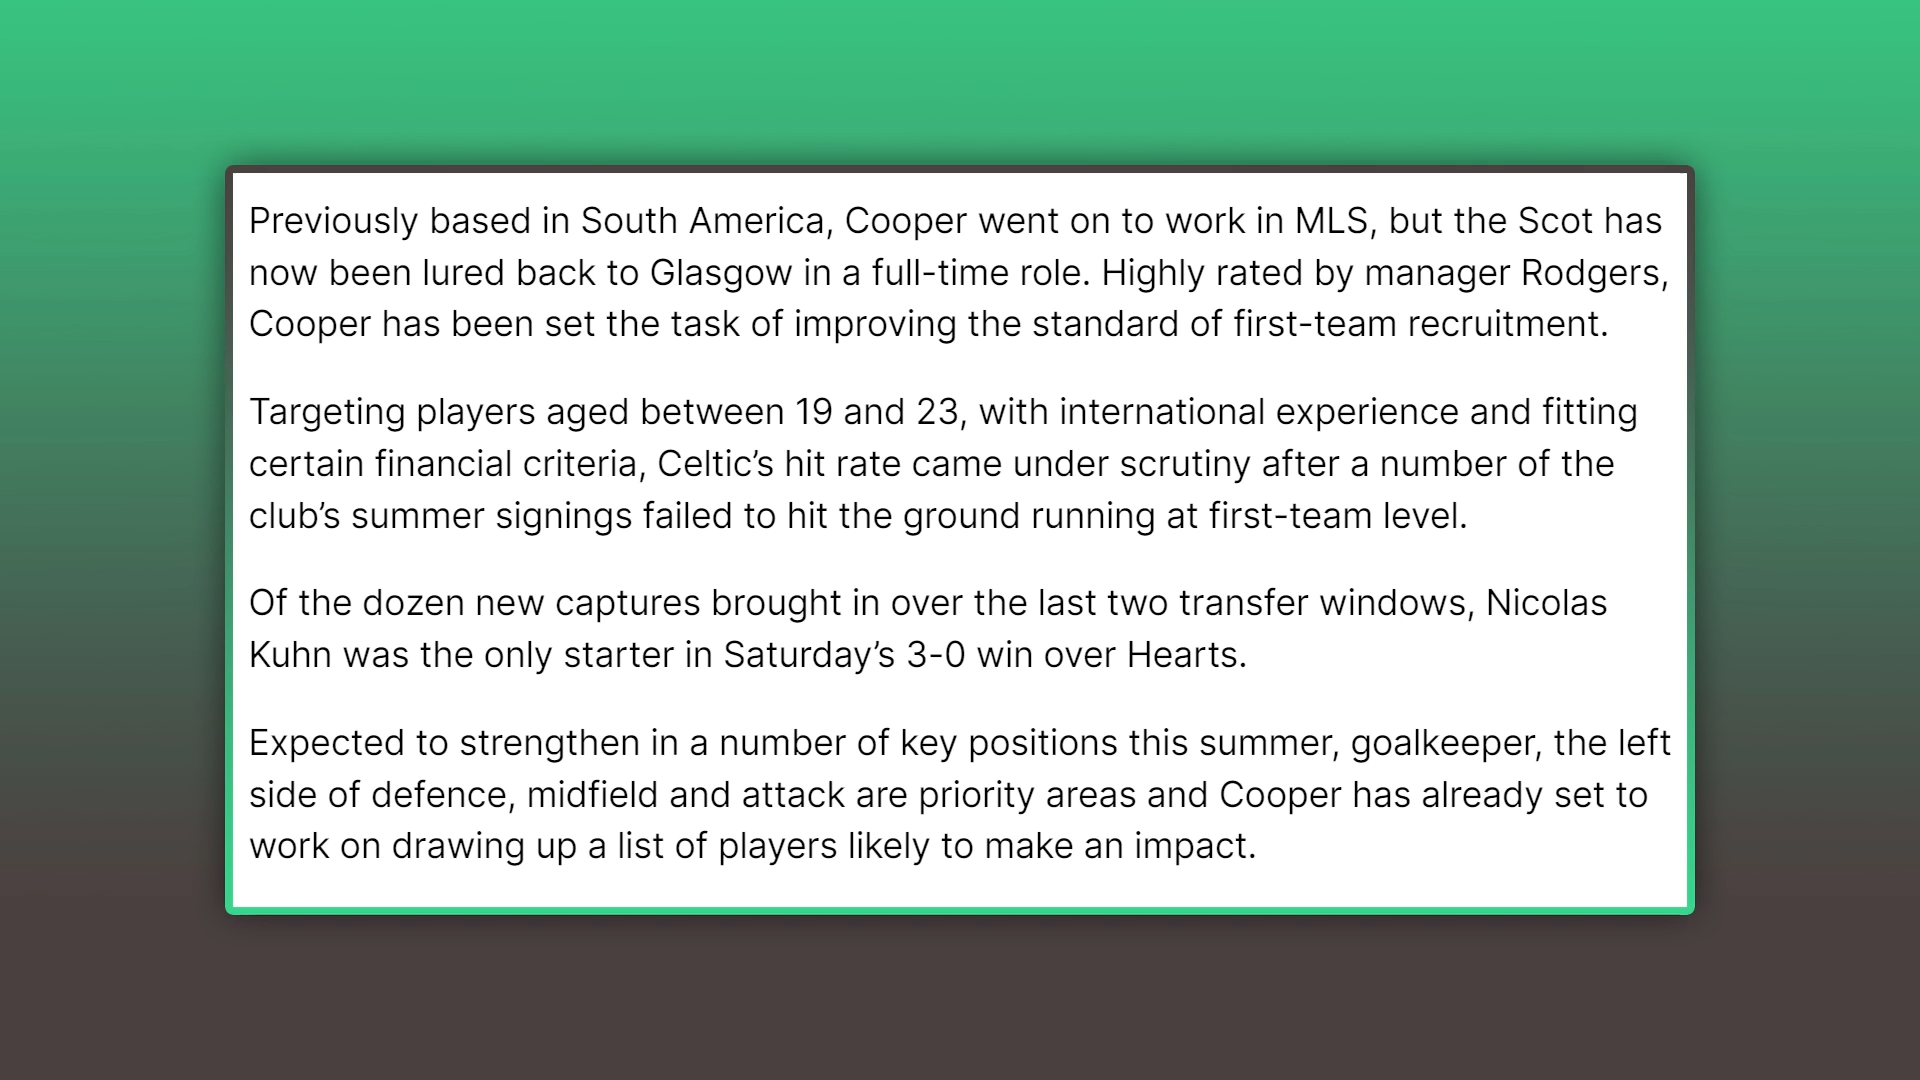 Previously based in South America, Cooper went on to work in MLS, but the Scot has
now been lured back to Glasgow in a full-time role. Highly rated by manager Rodgers,
Cooper has been set the task of improving the standard of first-team recruitment.
Targeting players aged between 19 and 23, with international experience and fitting
certain financial criteria, Celtic’s hit rate came under scrutiny after a number of the
club’s summer signings failed to hit the ground running at first-team level.
Of the dozen new captures brought in over the last two transfer windows, Nicolas
Kuhn was the only starter in Saturday’s 3-0 win over Hearts.
Expected to strengthen in a number of key positions this summer, goalkeeper, the left
side of defence, midfield and attack are priority areas and Cooper has already set to
work on drawing up a list of players likely to make an impact.